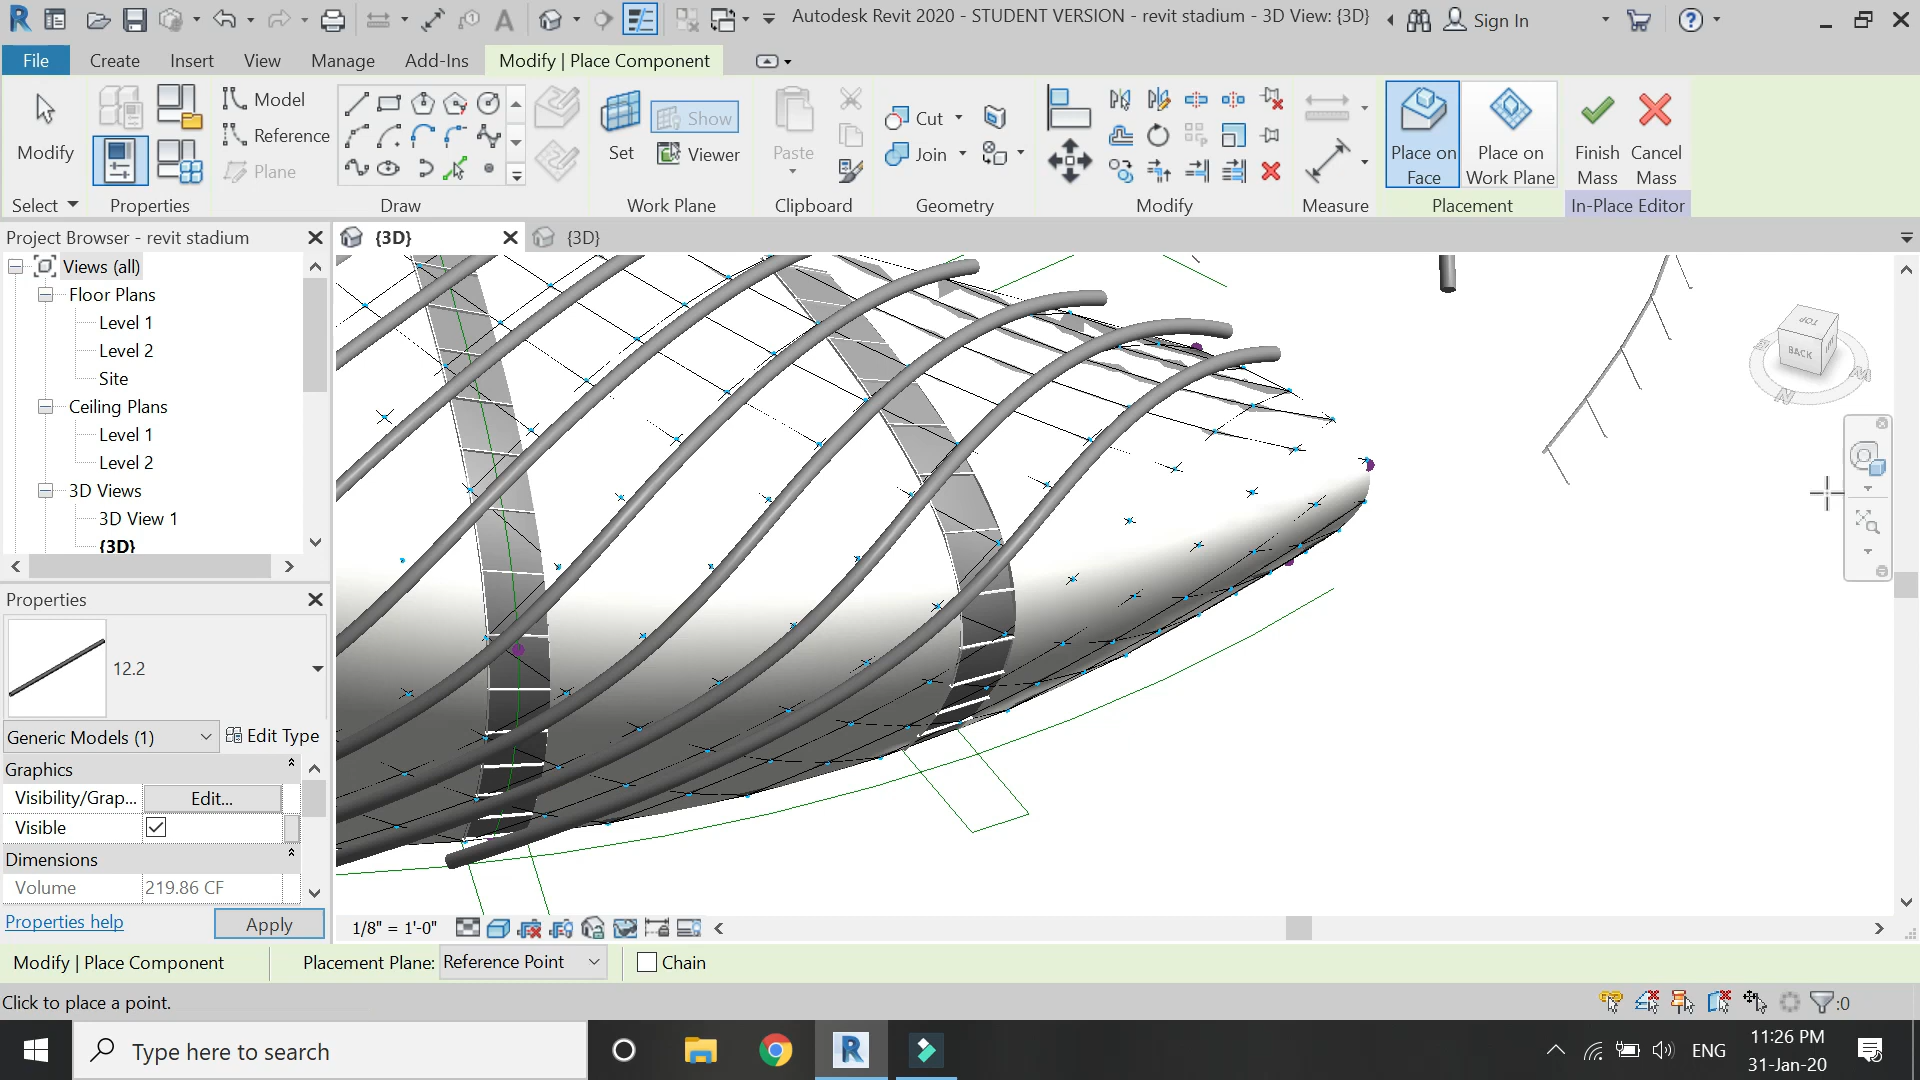 Autodesk Revit 2020 - STUDENT VERSION - revit stadium - 3D View: {3D}
Sign In
File
Create
Insert
View
Manage
Add-Ins
Modify | Place Component
Modify
Model
Reference
Plane
Set
Show
Viewer
Paste
Cut
Join
Place on Face
Place on Work Plane
Finish Mass
Cancel Mass
Select
Properties
Draw
Work Plane
Clipboard
Geometry
Modify
Measure
Placement
In-Place Editor
Project Browser - revit stadium
{3D}
{3D}
Views (all)
Floor Plans
Level 1
Level 2
Site
Ceiling Plans
Level 1
Level 2
3D Views
3D View 1
{3D}
TOP
BACK
N
Properties
12.2
Generic Models (1)
Edit Type
Graphics
Visibility/Grap...
Edit...
Visible
Dimensions
Volume
219.86 CF
Properties help
Apply
1/8" = 1'-0"
Modify | Place Component
Placement Plane:
Reference Point
Chain
Click to place a point.
:0
Type here to search
ENG
11:26 PM
31-Jan-20